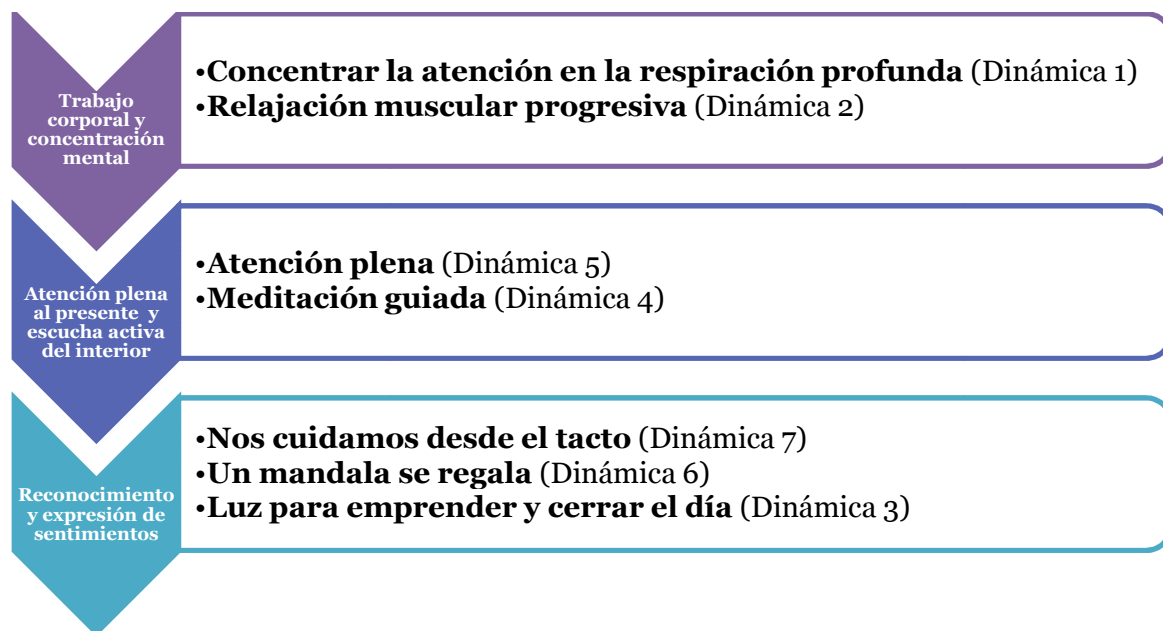 Trabajo
corporal y
concentración
mental
•Concentrar la atención en la respiración profunda (Dinámica 1)
•Relajación muscular progresiva (Dinámica 2)
Atención plena
al presente y
escucha activa
del interior
•Atención plena (Dinámica 5)
•Meditación guiada (Dinámica 4)
Reconocimiento
y expresión de
sentimientos
•Nos cuidamos desde el tacto (Dinámica 7)
•Un mandala se regala (Dinámica 6)
•Luz para emprender y cerrar el día (Dinámica 3)